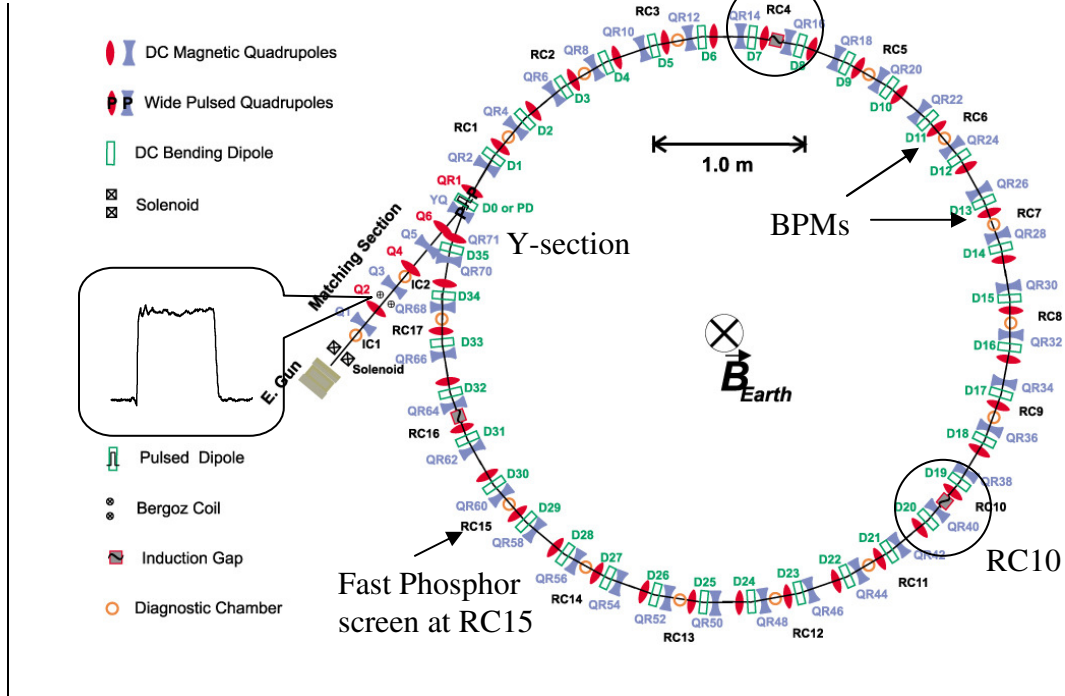 DC Magnetic Quadrupoles
P P Wide Pulsed Quadrupoles
DC Bending Dipole
Solenoid
Pulsed Dipole
Bergoz Coil
Induction Gap
Diagnostic Chamber
E. Gun
Solenoid
IC1
Q1
Q2
Q3
IC2
Q4
Q5
Q6
Matching Section
YQ
P P
QR1
D0 or PD
Y-section
RC1
QR2
D1
QR4
D2
RC2
QR6
D3
QR8
D4
RC3
QR10
D5
QR12
D6
RC4
QR14
D7
QR16
D8
QR18
D9
RC5
QR20
D10
QR22
D11
RC6
QR24
D12
QR26
D13
RC7
QR28
D14
QR30
D15
RC8
QR32
D16
QR34
D17
RC9
QR36
D18
QR38
D19
RC10
QR40
D20
RC10
QR42
D21
RC11
QR44
D22
QR46
D23
RC12
QR48
D24
QR50
D25
RC13
QR52
D26
QR54
D27
RC14
QR56
D28
QR58
D29
RC15
QR60
D30
QR62
D31
RC16
QR64
D32
QR66
D33
RC17
QR68
D34
QR70
D35
QR71
1.0 m
BPMs
B Earth
Fast Phosphor
screen at RC15